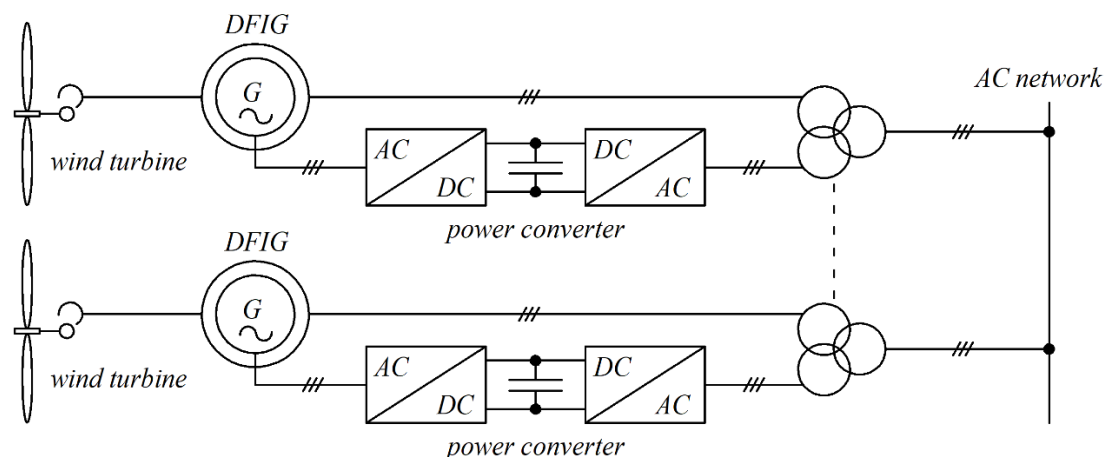 DFIG
AC network
G
wind turbine
AC
DC
DC
AC
power converter
DFIG
G
wind turbine
AC
DC
DC
AC
power converter